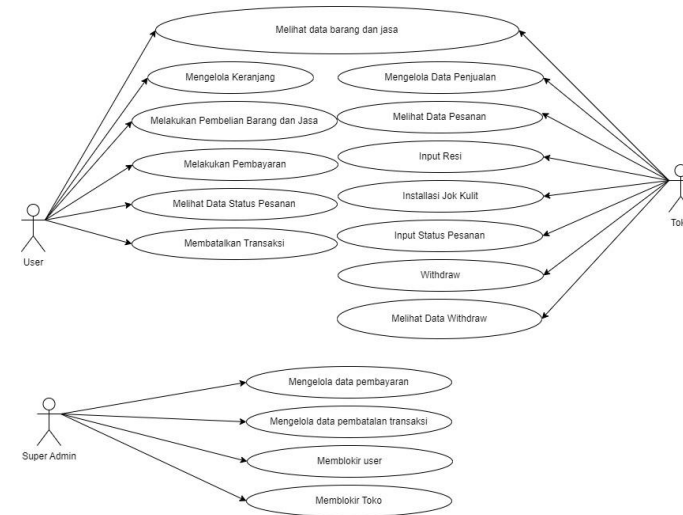 Melihat data barang dan jasa
Mengelola Keranjang
Mengelola Data Penjualan
Melakukan Pembelian Barang dan Jasa
Melihat Data Pesanan
Melakukan Pembayaran
Input Resi
Melihat Data Status Pesanan
Installasi Jok Kulit
Membatalkan Transaksi
Input Status Pesanan
User
Withdraw
Melihat Data Withdraw
Mengelola data pembayaran
Mengelola data pembatalan transaksi
Super Admin
Memblokir user
Memblokir Toko